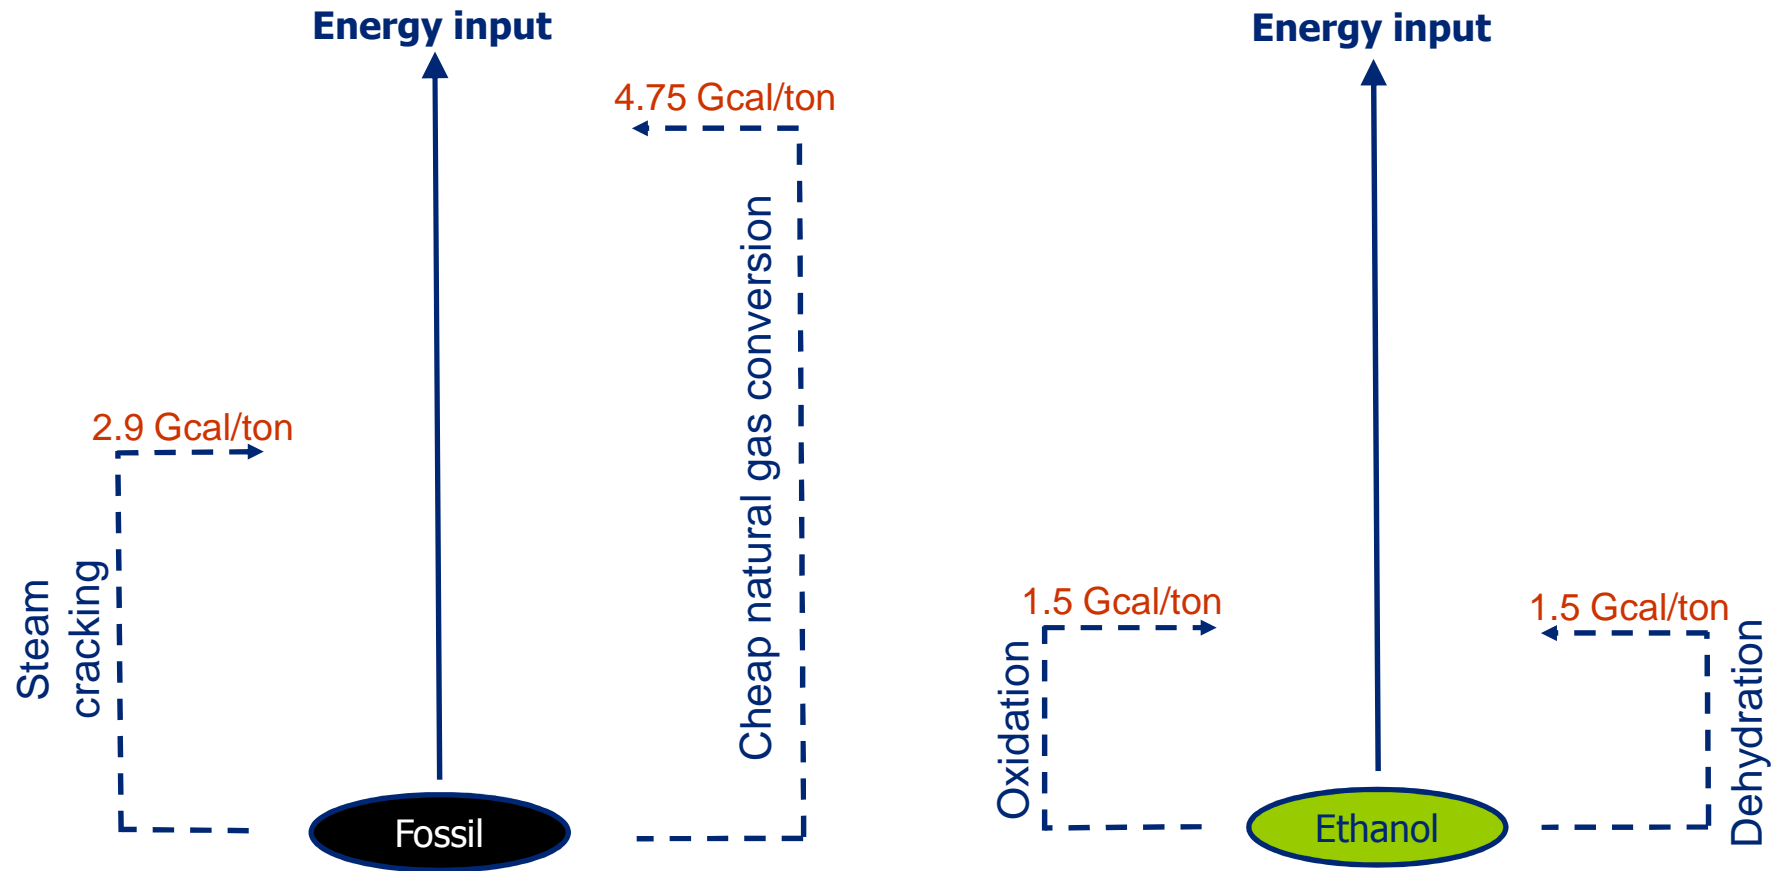 Energy input
4.75 Gcal/ton
2.9 Gcal/ton
Steam
cracking
Cheap natural gas conversion
Fossil
Energy input
1.5 Gcal/ton
1.5 Gcal/ton
Oxidation
Dehydration
Ethanol